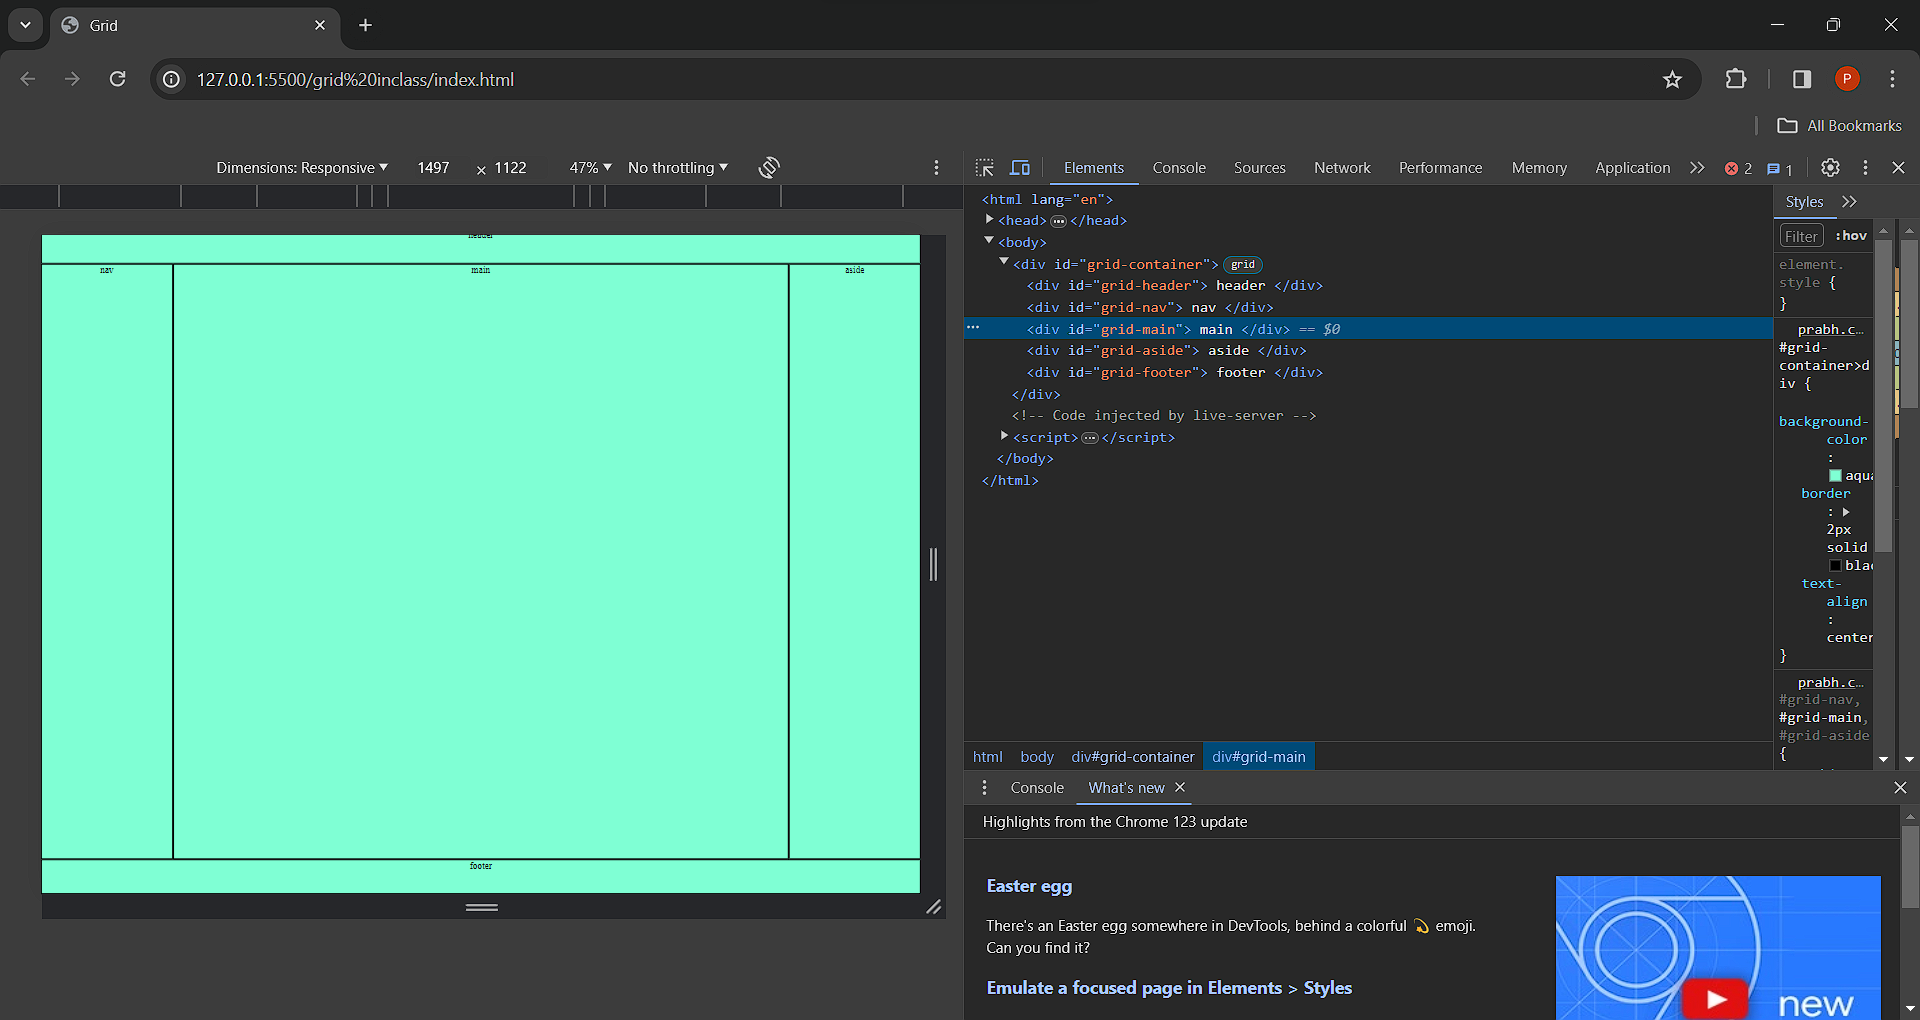 Grid
127.0.0.1:5500/grid%20inclass/index.html
P
All Bookmarks
Dimensions: Responsive 1497 × 1122 47% No throttling
header
nav main aside
footer
Elements Console Sources Network Performance Memory Application 2 1
<html lang="en">
<head> ... </head>
<body>
<div id="grid-container"> grid
<div id="grid-header"> header </div>
<div id="grid-nav"> nav </div>
... <div id="grid-main"> main </div> == $0
<div id="grid-aside"> aside </div>
<div id="grid-footer"> footer </div>
</div>
<!-- Code injected by live-server -->
<script> ... </script>
</body>
</html>
html body div#grid-container div#grid-main
Styles
Filter :hov
element.
style {
}
prabh.c…
#grid-
container>d
iv {
background-
color
:
aqua
border
:
2px
solid
blac
text-
align
:
center
}
prabh.c…
#grid-nav,
#grid-main,
#grid-aside
{
Console What's new
Highlights from the Chrome 123 update
Easter egg
There's an Easter egg somewhere in DevTools, behind a colorful 💫 emoji.
Can you find it?
Emulate a focused page in Elements > Styles
new